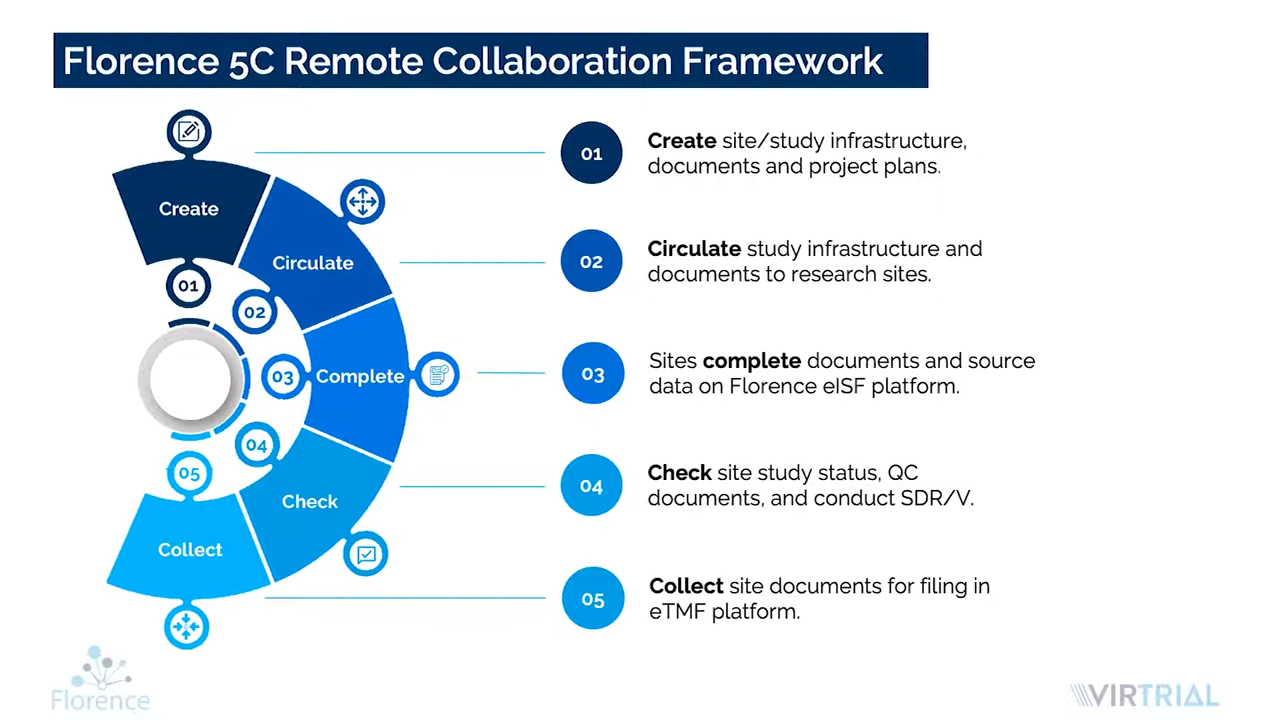 Florence 5C Remote Collaboration Framework
Create
01
Circulate
02
Complete
03
Check
04
Collect
05
01
Create site/study infrastructure,
documents and project plans.
02
Circulate study infrastructure and
documents to research sites.
03
Sites complete documents and source
data on Florence eISF platform.
04
Check site study status, QC
documents, and conduct SDR/V.
05
Collect site documents for filing in
eTMF platform.
Florence
VIRTRIAL